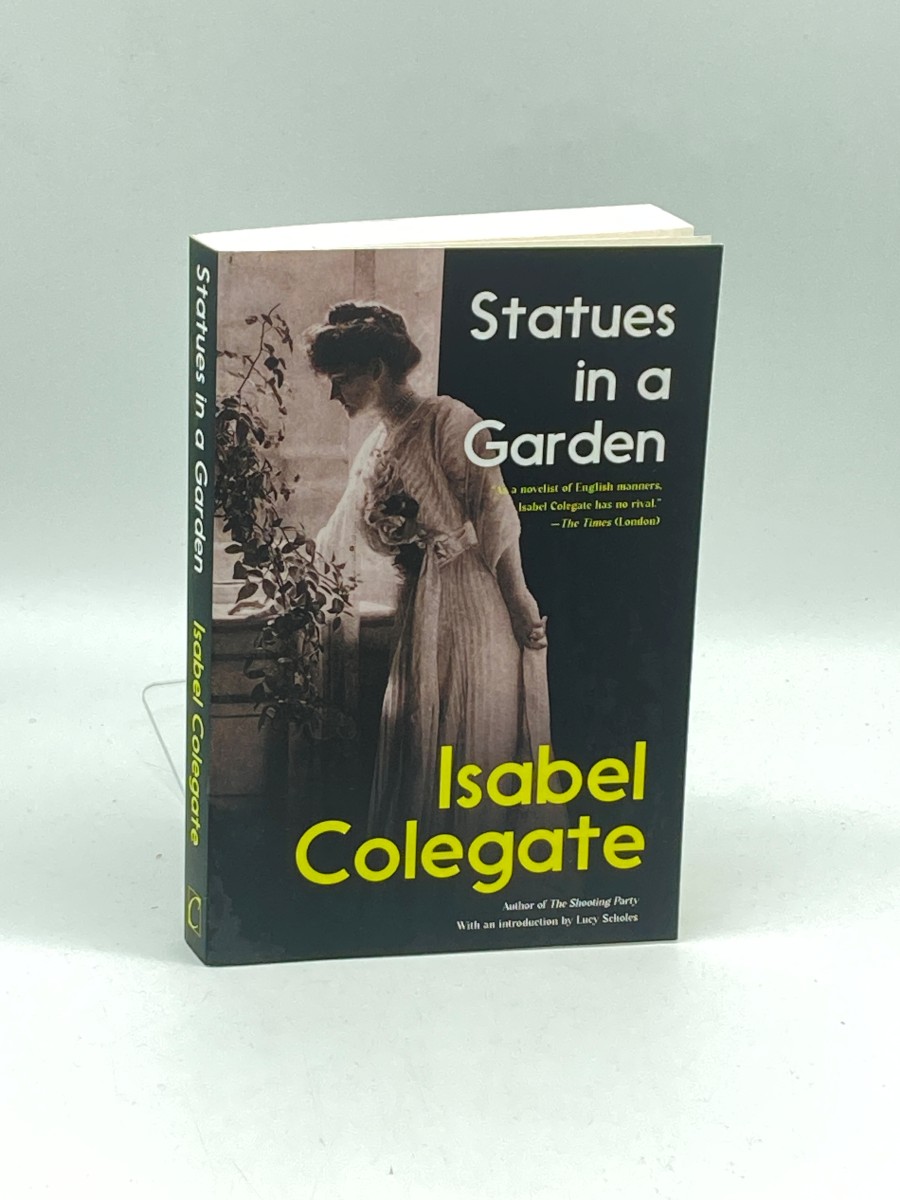 Statues in a Garden
Isabel Colegate
Statues
in a
Garden
"As a novelist of English manners,
Isabel Colegate has no rival."
—The Times (London)
Isabel
Colegate
Author of The Shooting Party
With an introduction by Lucy Scholes